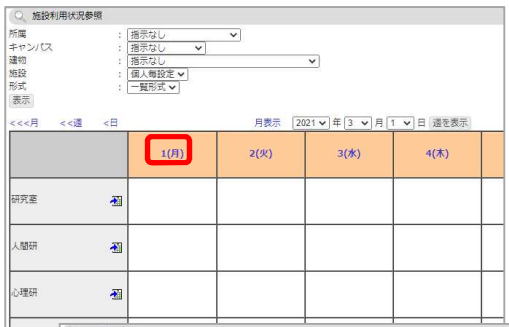 施設利用状況参照
所属 : 指示なし
キャンパス : 指示なし
建物 : 指示なし
施設 : 個人毎設定
形式 : 一覧形式
表示
<<<月 <<週 <日 月表示 2021 年 3 月 1 日 週を表示
1(月) 2(火) 3(水) 4(木)
研究室
人間研
心理研